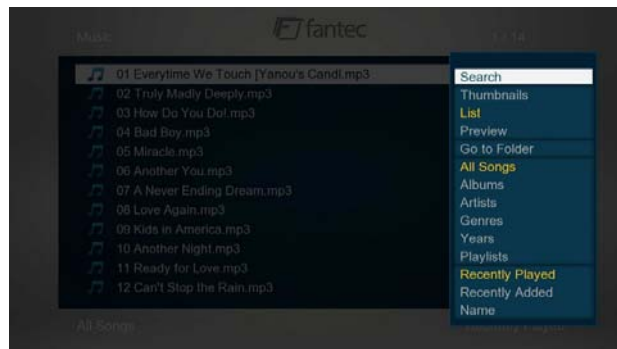 Music
fantec
01 Everytime We Touch [Yanou's Candl.mp3
02 Truly Madly Deeply.mp3
03 How Do You Do!.mp3
04 Bad Boy.mp3
05 Miracle.mp3
06 Another You.mp3
07 A Never Ending Dream.mp3
08 Love Again.mp3
09 Kids in America.mp3
10 Another Night.mp3
11 Ready for Love.mp3
12 Can't Stop the Rain.mp3
Search
Thumbnails
List
Preview
Go to Folder
All Songs
Albums
Artists
Genres
Years
Playlists
Recently Played
Recently Added
Name
All Songs
Recently Played